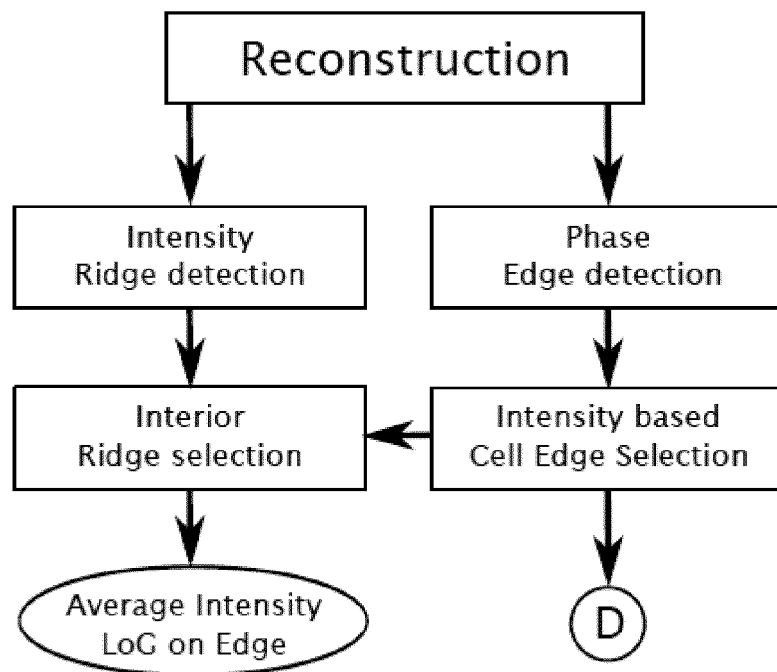 Reconstruction
Intensity
Ridge detection
Phase
Edge detection
Interior
Ridge selection
Intensity based
Cell Edge Selection
Average Intensity
LoG on Edge
D